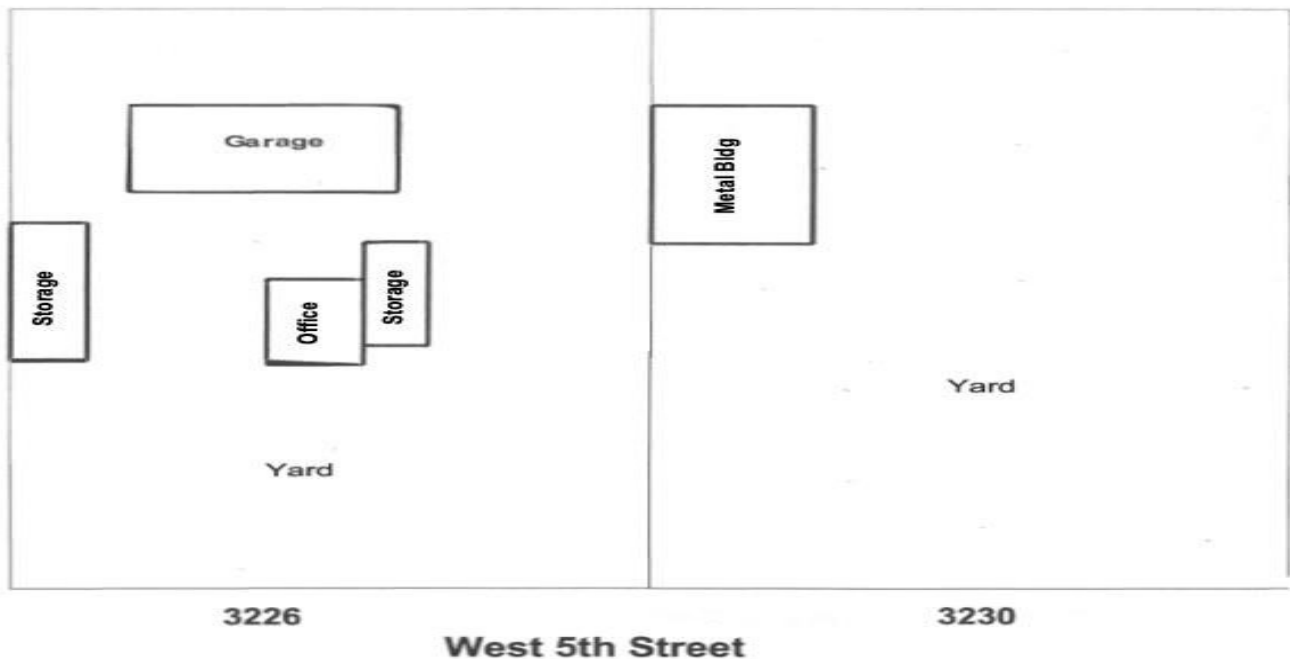 Garage
Metal Bldg
Storage
Office
Storage
Yard
Yard
3226
3230
West 5th Street